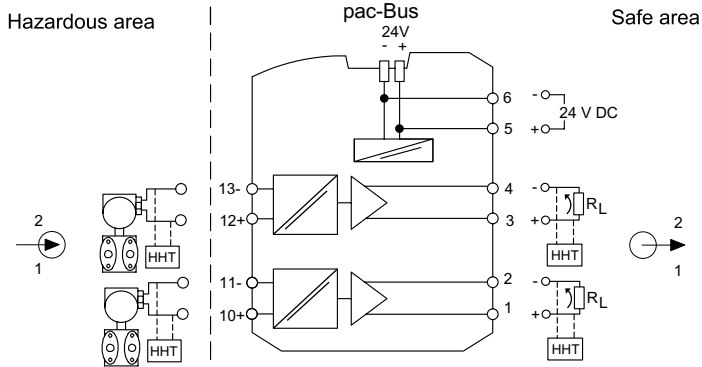 Hazardous area
pac-Bus
Safe area
24V
- +
6 -
24 V DC
5 +
13- 4 -
R L
12+ 3 +
2 2
HHT HHT
1 1
11- 2 -
R L
10+ 1 +
HHT HHT